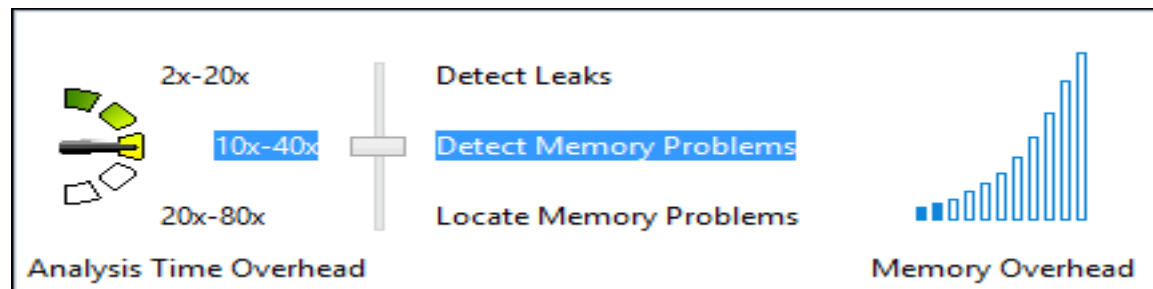 2x-20x Detect Leaks
10x-40x Detect Memory Problems
20x-80x Locate Memory Problems
Analysis Time Overhead Memory Overhead